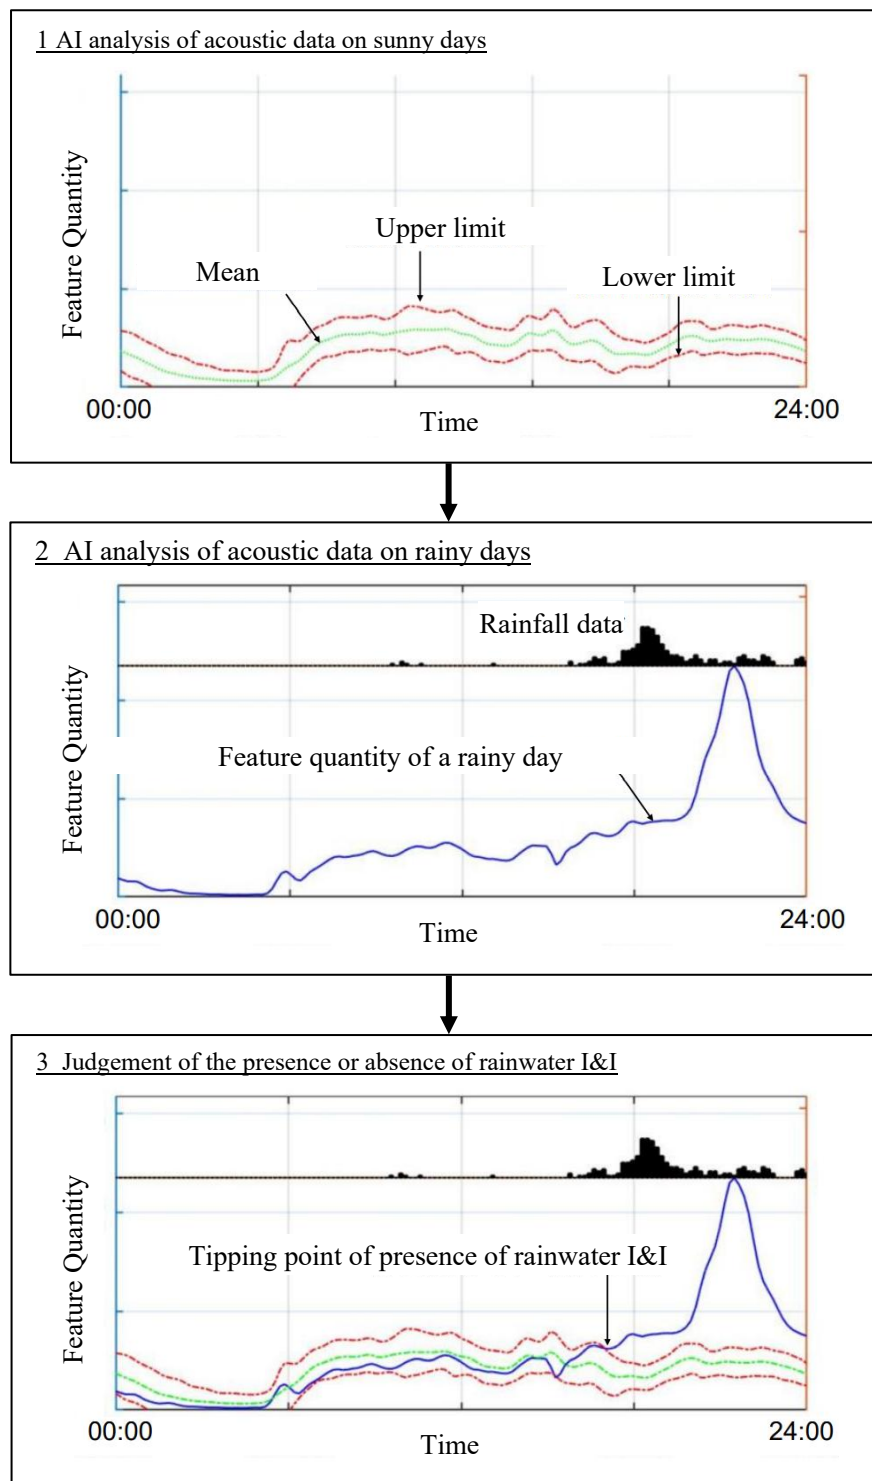 1 AI analysis of acoustic data on sunny days
Feature Quantity
Upper limit
Mean
Lower limit
00:00
24:00
Time
2 AI analysis of acoustic data on rainy days
Feature Quantity
Rainfall data
Feature quantity of a rainy day
00:00
24:00
Time
3 Judgement of the presence or absence of rainwater I&I
Feature Quantity
Tipping point of presence of rainwater I&I
00:00
24:00
Time